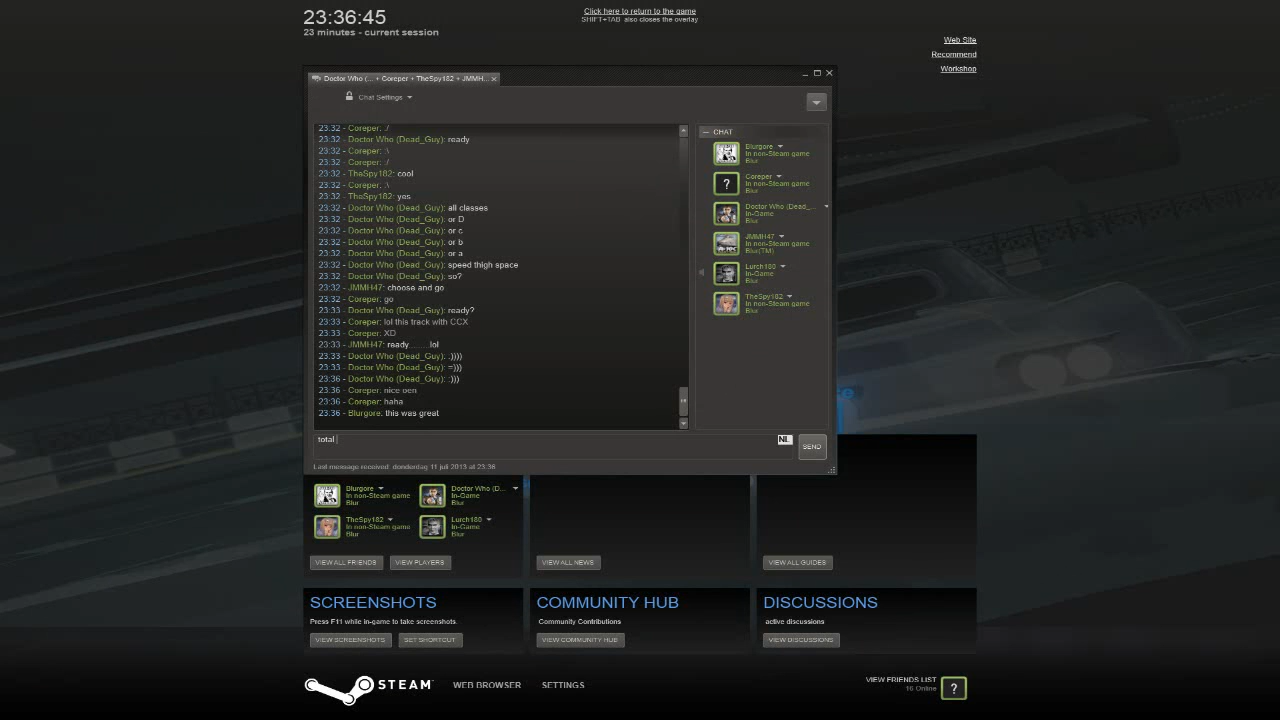 23:36:45
23 minutes - current session
Click here to return to the game
SHIFT+TAB also closes the overlay
Web Site
Recommend
Workshop
Doctor Who (... + Coreper + TheSpy182 + JMMH...
Chat Settings
23:32 - Coreper: :/
23:32 - Doctor Who (Dead_Guy): ready
23:32 - Coreper: :\
23:32 - Coreper: :/
23:32 - TheSpy182: cool
23:32 - Coreper: :\
23:32 - TheSpy182: yes
23:32 - Doctor Who (Dead_Guy): all classes
23:32 - Doctor Who (Dead_Guy): or D
23:32 - Doctor Who (Dead_Guy): or c
23:32 - Doctor Who (Dead_Guy): or b
23:32 - Doctor Who (Dead_Guy): or a
23:32 - Doctor Who (Dead_Guy): speed thigh space
23:32 - Doctor Who (Dead_Guy): so?
23:32 - JMMH47: choose and go
23:32 - Coreper: go
23:33 - Doctor Who (Dead_Guy): ready?
23:33 - Coreper: lol this track with CCX
23:33 - Coreper: XD
23:33 - JMMH47: ready____lol
23:33 - Doctor Who (Dead_Guy): :))))
23:33 - Doctor Who (Dead_Guy): =)))
23:36 - Doctor Who (Dead_Guy): :)))
23:36 - Coreper: nice oen
23:36 - Coreper: haha
23:36 - Blurgore: this was great
CHAT
Blurgore
In non-Steam game
Blur
Coreper
In non-Steam game
Blur
Doctor Who (Dead_...
In-Game
Blur
JMMH47
In non-Steam game
Blur(TM)
Lurch188
In-Game
Blur
TheSpy182
In non-Steam game
Blur
total
NL
SEND
Last message received: donderdag 11 juli 2013 at 23:36
Blurgore
In non-Steam game
Blur
Doctor Who (D...
In-Game
Blur
TheSpy182
In non-Steam game
Blur
Lurch188
In-Game
Blur
VIEW ALL FRIENDS
VIEW PLAYERS
VIEW ALL NEWS
VIEW ALL GUIDES
SCREENSHOTS
Press F11 while in-game to take screenshots.
VIEW SCREENSHOTS
SET SHORTCUT
COMMUNITY HUB
Community Contributions
VIEW COMMUNITY HUB
DISCUSSIONS
active discussions
VIEW DISCUSSIONS
STEAM
WEB BROWSER
SETTINGS
VIEW FRIENDS LIST
16 Online